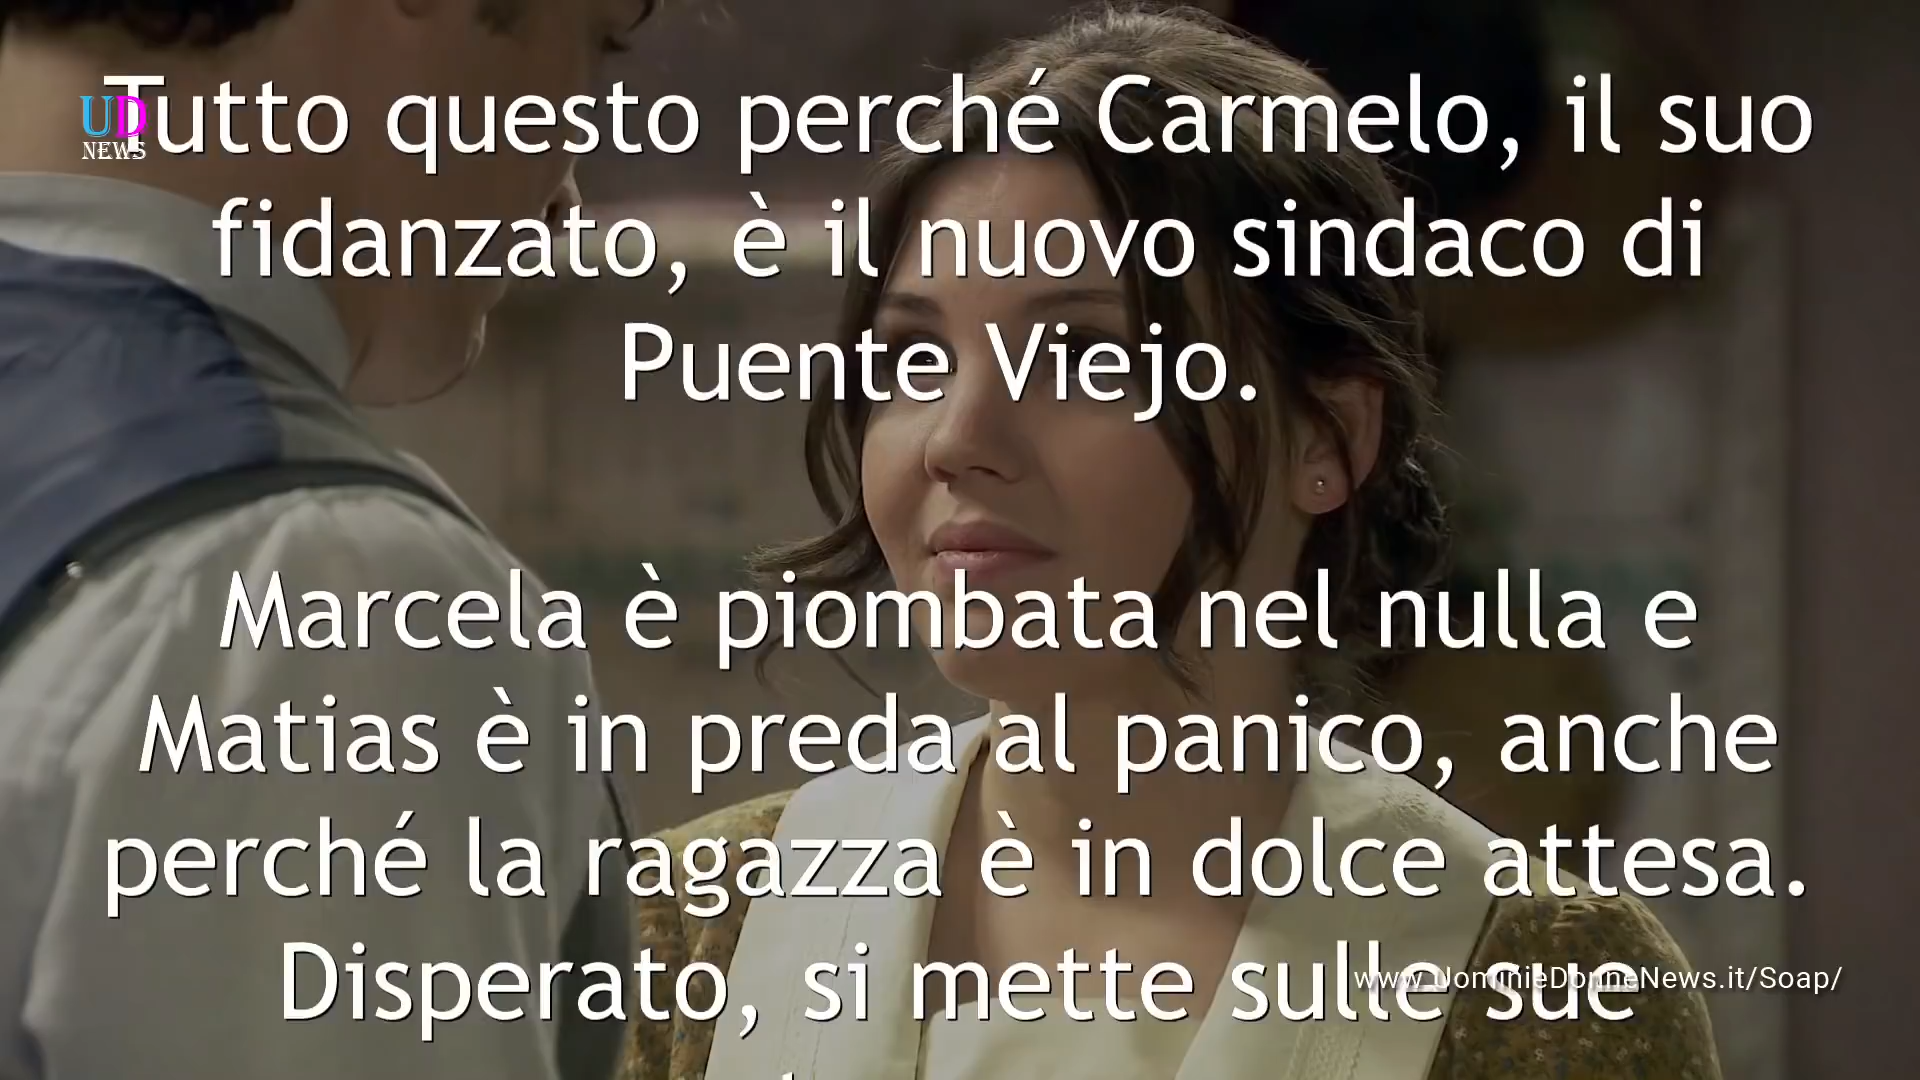 Tutto questo perché Carmelo, il suo
UD
NEWS
fidanzato, è il nuovo sindaco di
Puente Viejo.
Marcela è piombata nel nulla e
Matias è in preda al panico, anche
perché la ragazza è in dolce attesa.
Disperato, si mette sulle sue
www.UominieDonneNews.it/Soap/